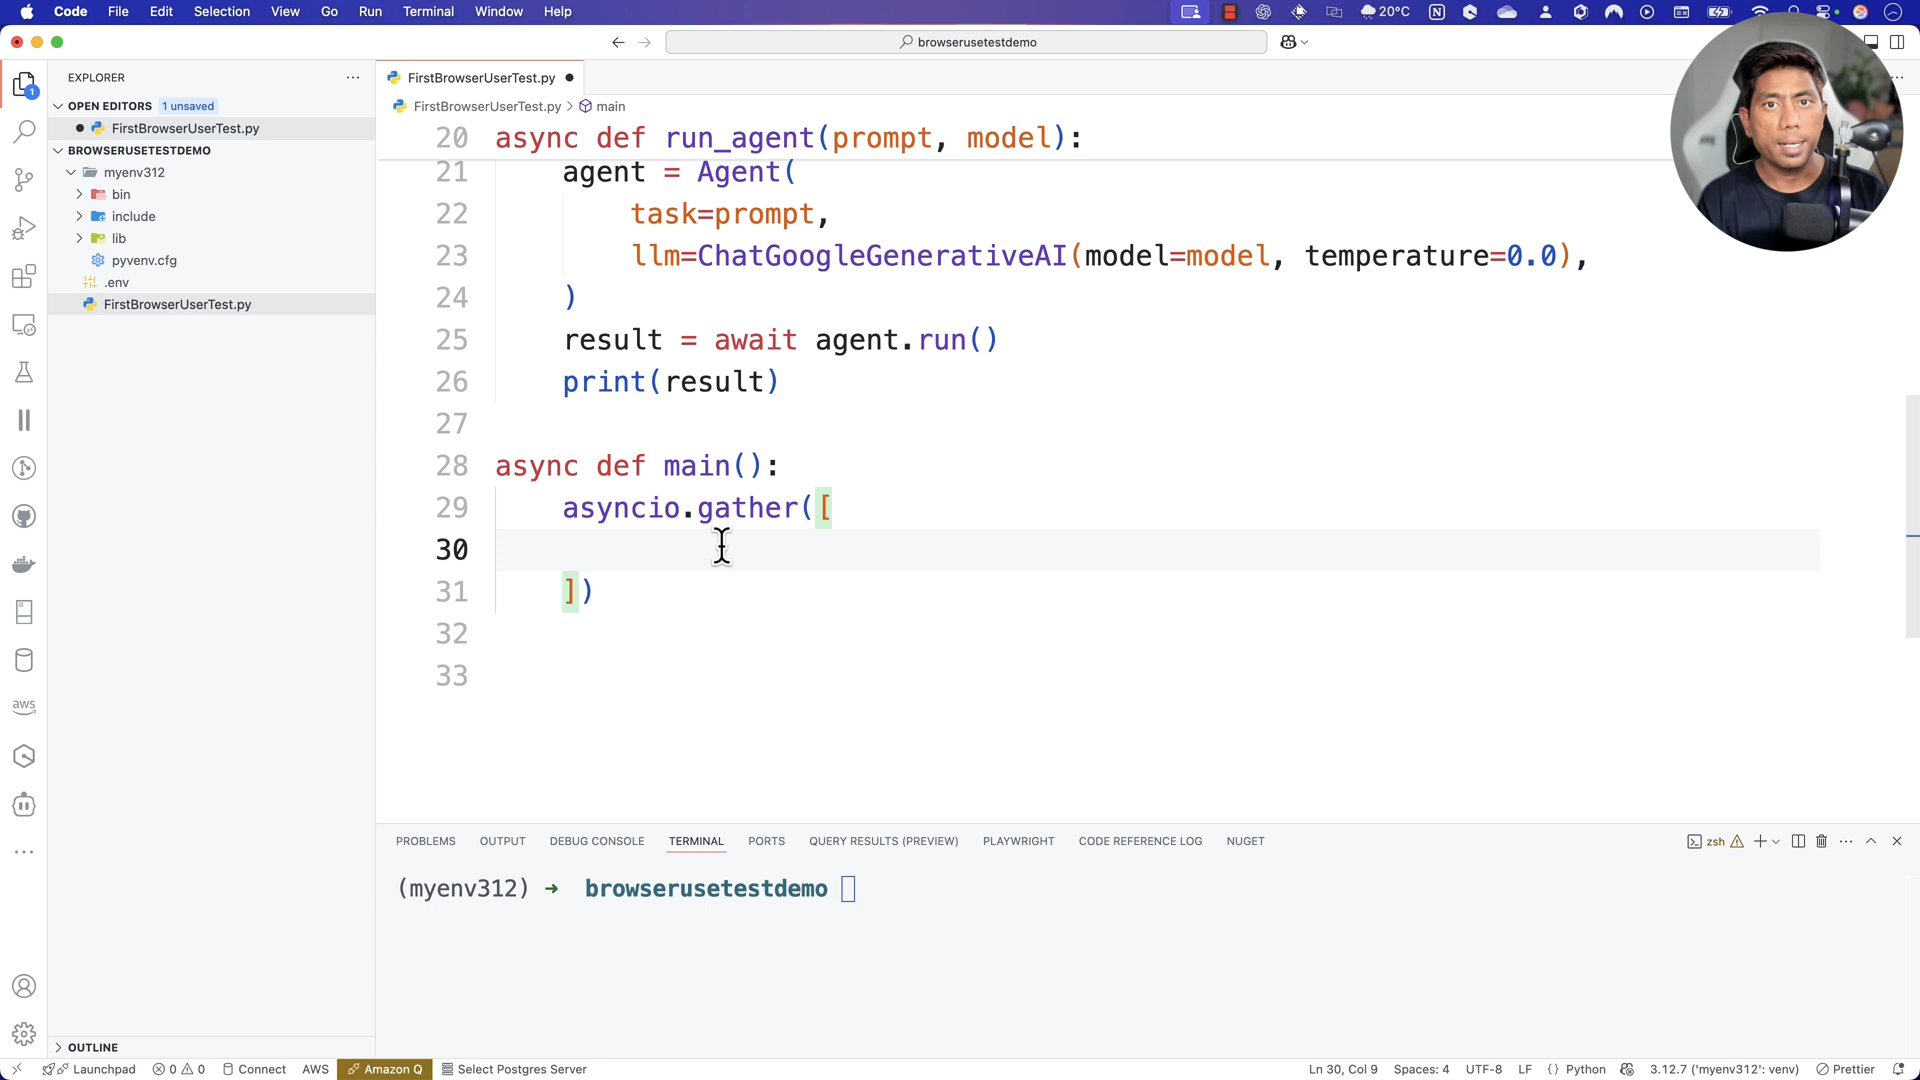 Code File Edit Selection View Go Run Terminal Window Help
20°C
browserusetestdemo
EXPLORER
OPEN EDITORS 1 unsaved
FirstBrowserUserTest.py
BROWSERUSETESTDEMO
myenv312
bin
include
lib
pyvenv.cfg
.env
FirstBrowserUserTest.py
OUTLINE
1
aws
FirstBrowserUserTest.py
FirstBrowserUserTest.py > main
20 async def run_agent(prompt, model):
21 agent = Agent(
22 task=prompt,
23 llm=ChatGoogleGenerativeAI(model=model, temperature=0.0),
24 )
25 result = await agent.run()
26 print(result)
27
28 async def main():
29 asyncio.gather([
30
31 ])
32
33
PROBLEMS OUTPUT DEBUG CONSOLE TERMINAL PORTS QUERY RESULTS (PREVIEW) PLAYWRIGHT CODE REFERENCE LOG NUGET
zsh
(myenv312) → browserusetestdemo
Launchpad 0 0 Connect AWS Amazon Q Select Postgres Server Ln 30, Col 9 Spaces: 4 UTF-8 LF {} Python 3.12.7 ('myenv312': venv) Prettier